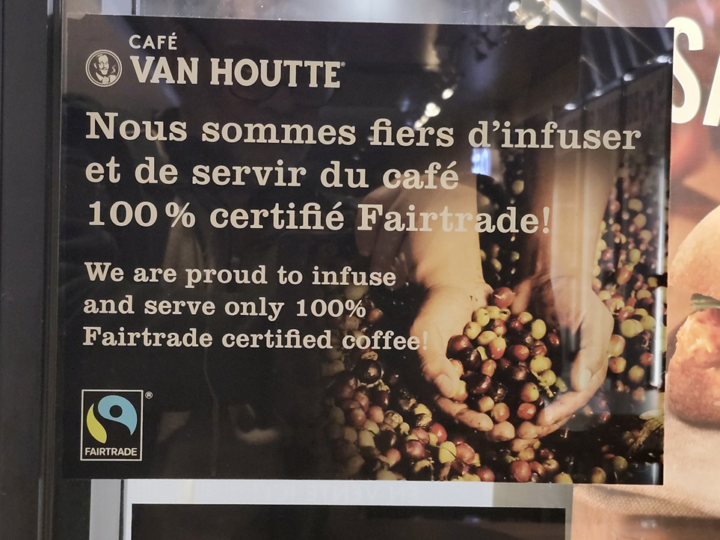 CAFÉ
VAN HOUTTE
Nous sommes fiers d'infuser
et de servir du café
100 % certifié Fairtrade!
We are proud to infuse
and serve only 100%
Fairtrade certified coffee!
®
FAIRTRADE
SA